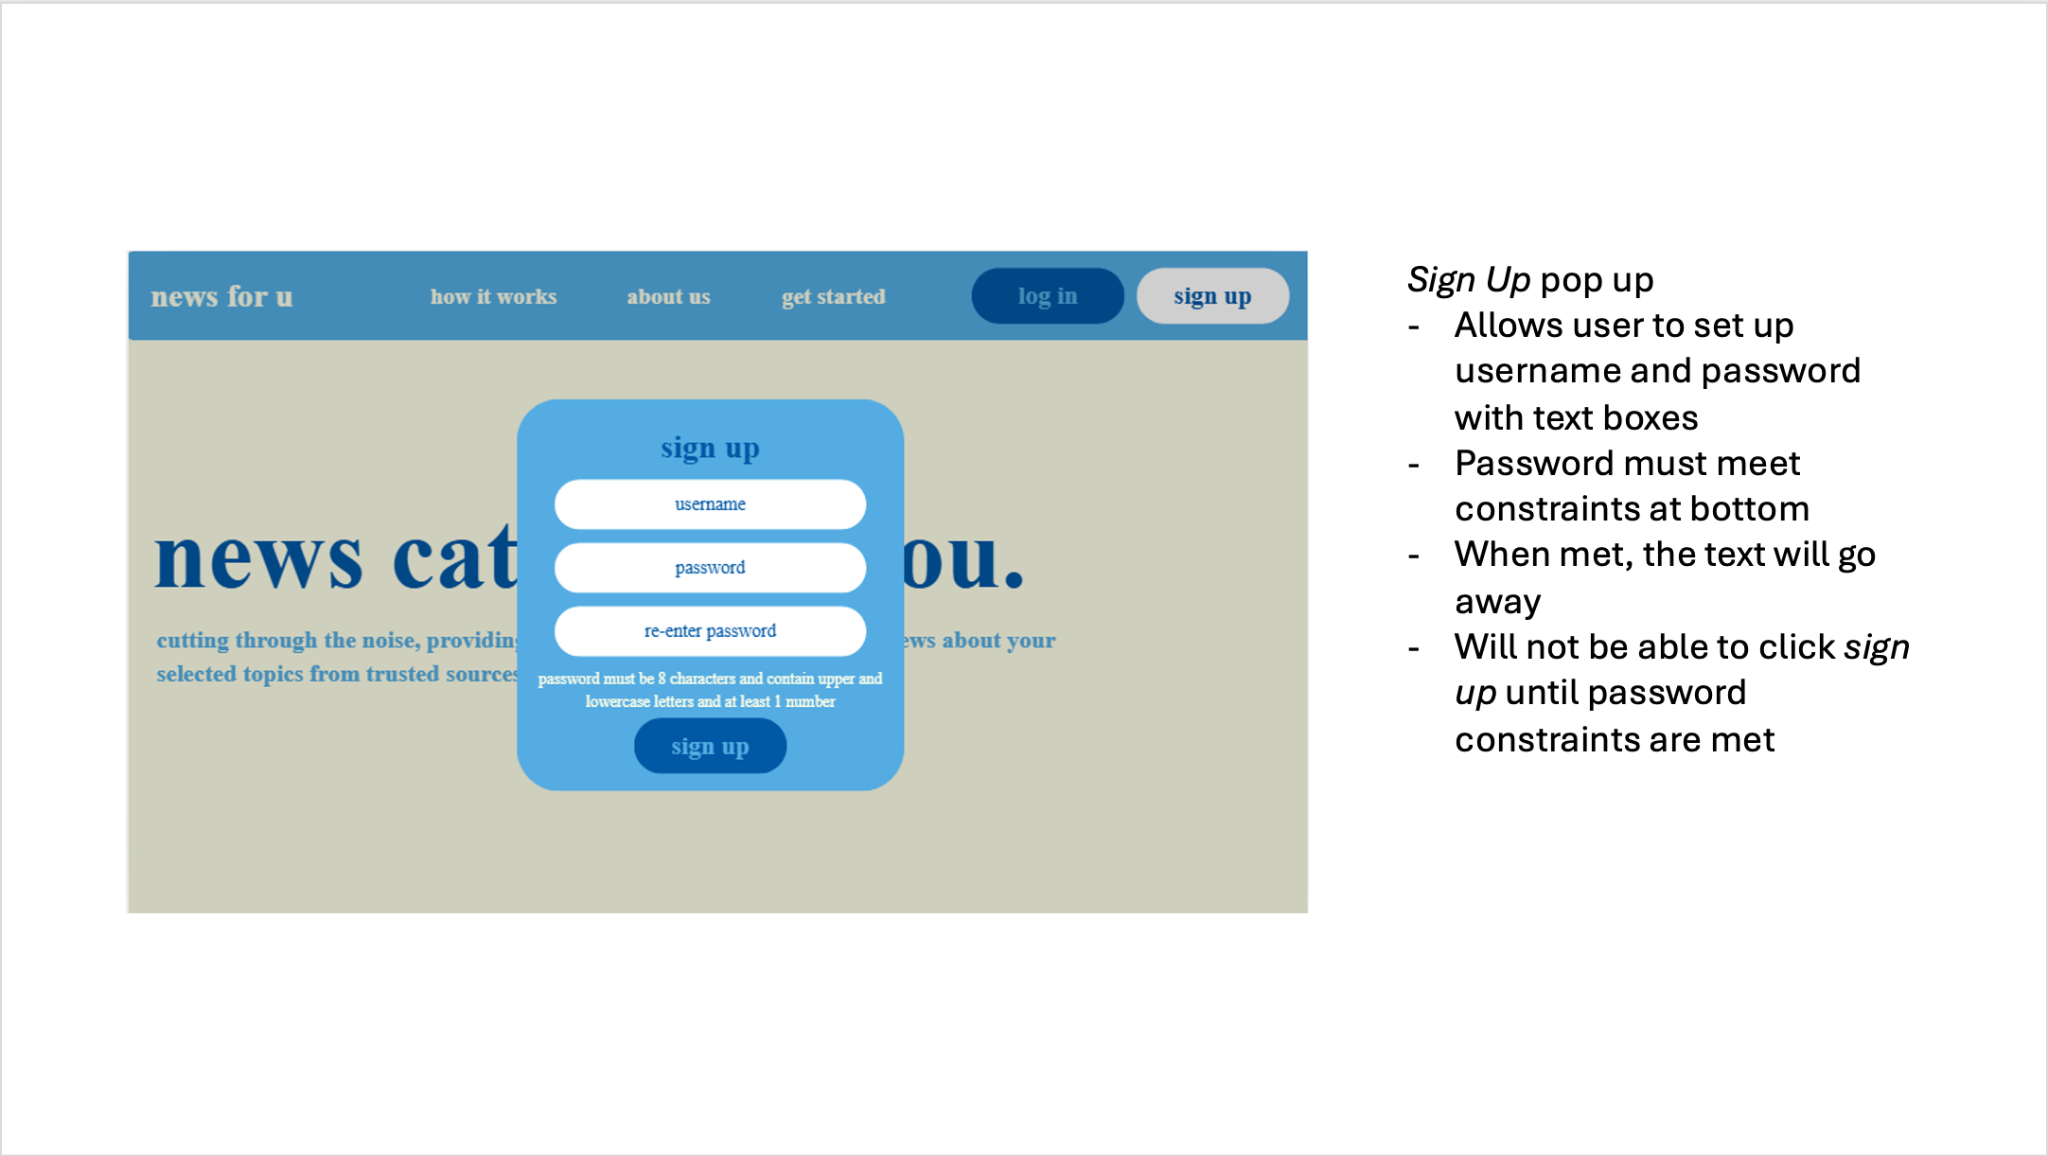 news for u
how it works
about us
get started
log in
sign up
news cat
ou.
cutting through the noise, providing
ews about your
selected topics from trusted sources
sign up
username
password
re-enter password
password must be 8 characters and contain upper and
lowercase letters and at least 1 number
sign up
Sign Up pop up
- Allows user to set up
username and password
with text boxes
- Password must meet
constraints at bottom
- When met, the text will go
away
- Will not be able to click sign
up until password
constraints are met